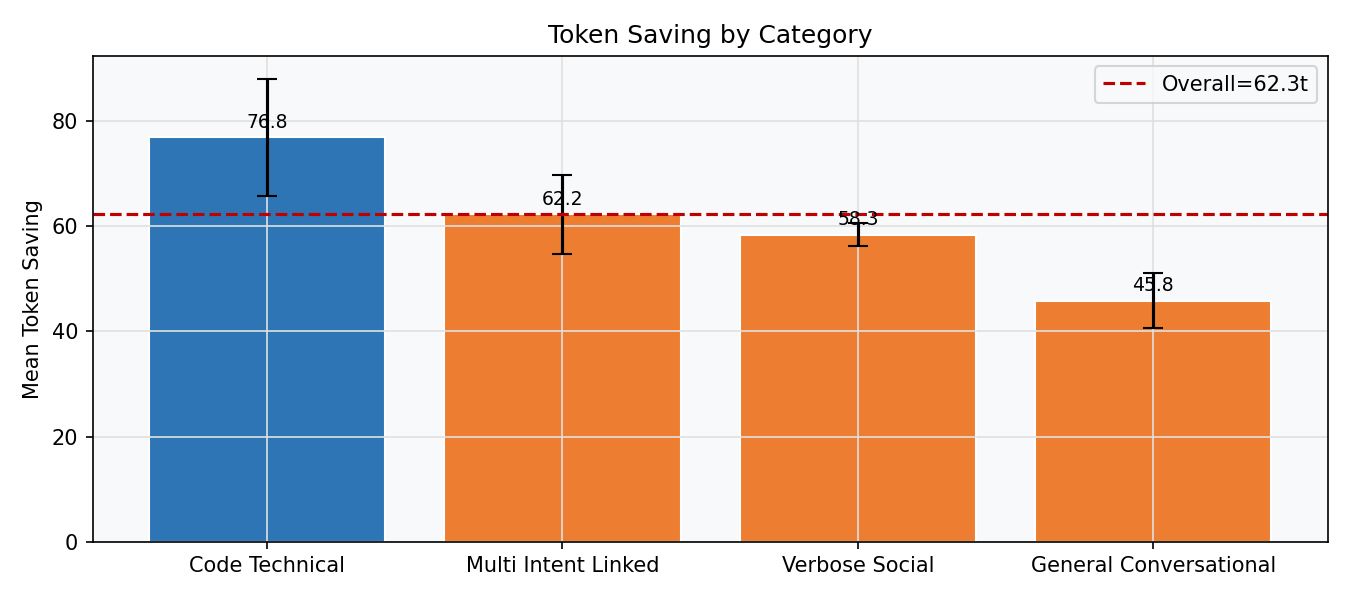 Token Saving by Category
Overall=62.3t
Mean Token Saving
80
60
40
20
0
76.8
62.2
58.3
45.8
Code Technical
Multi Intent Linked
Verbose Social
General Conversational